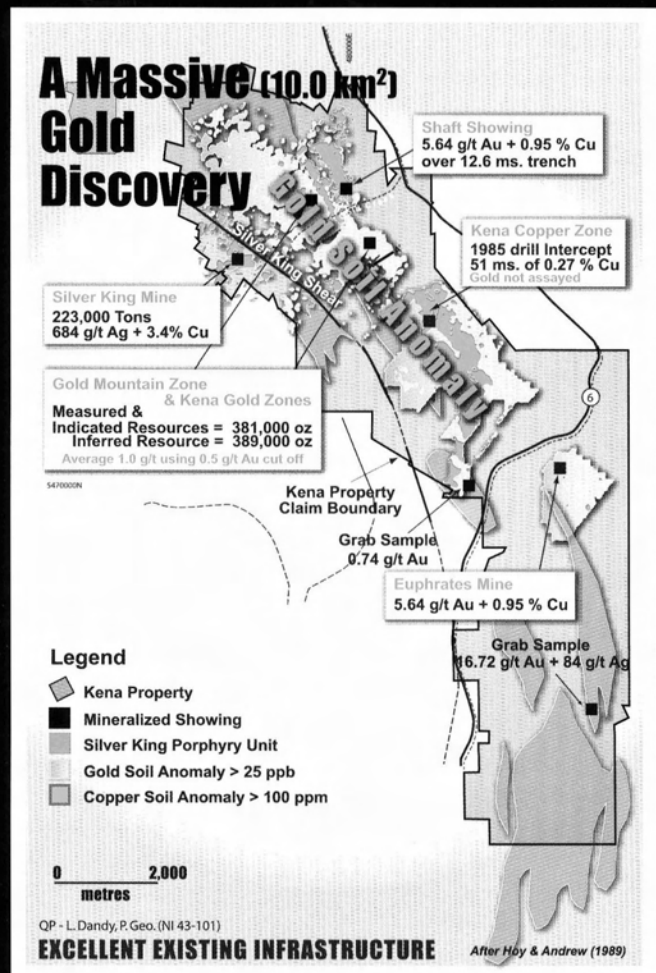 480000E
A Massive (10.0 km²)
Gold
Discovery
Shaft Showing
5.64 g/t Au + 0.95 % Cu
over 12.6 ms. trench
Gold Soil Anomaly
Kena Copper Zone
1985 drill Intercept
51 ms. of 0.27 % Cu
Gold not assayed
Silver King Shear
Silver King Mine
223,000 Tons
684 g/t Ag + 3.4% Cu
Gold Mountain Zone
& Kena Gold Zones
Measured &
Indicated Resources = 381,000 oz
Inferred Resource = 389,000 oz
Average 1.0 g/t using 0.5 g/t Au cut off
6
5470000N
Kena Property
Claim Boundary
Grab Sample
0.74 g/t Au
Euphrates Mine
5.64 g/t Au + 0.95 % Cu
Grab Sample
16.72 g/t Au + 84 g/t Ag
Legend
Kena Property
Mineralized Showing
Silver King Porphyry Unit
Gold Soil Anomaly > 25 ppb
Copper Soil Anomaly > 100 ppm
0 2,000
metres
QP - L. Dandy, P. Geo. (NI 43-101)
EXCELLENT EXISTING INFRASTRUCTURE
After Hoy & Andrew (1989)